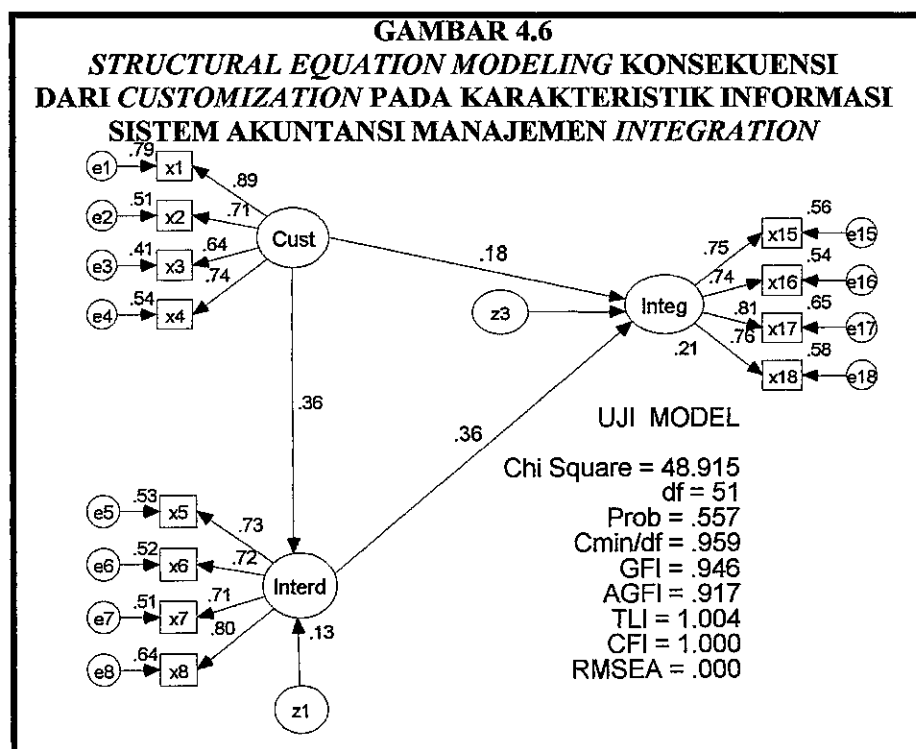 GAMBAR 4.6
STRUCTURAL EQUATION MODELING KONSEKUENSI
DARI CUSTOMIZATION PADA KARAKTERISTIK INFORMASI
SISTEM AKUNTANSI MANAJEMEN INTEGRATION
e1 .79 x1 .89
e2 .51 x2 .71
e3 .41 x3 .64
e4 .54 x4 .74
Cust
.18
z3
Integ
.21
.75 x15 .56 e15
.74 x16 .54 e16
.81 x17 .65 e17
.76 x18 .58 e18
.36
.36
e5 .53 x5 .73
e6 .52 x6 .72
e7 .51 x7 .71
e8 .64 x8 .80
Interd
.13
z1
UJI MODEL
Chi Square = 48.915
df = 51
Prob = .557
Cmin/df = .959
GFI = .946
AGFI = .917
TLI = 1.004
CFI = 1.000
RMSEA = .000